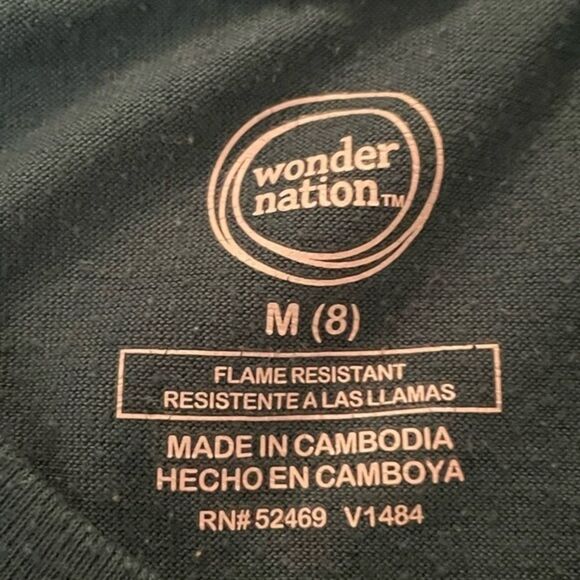 wonder
nation™
M (8)
FLAME RESISTANT
RESISTENTE A LAS LLAMAS
MADE IN CAMBODIA
HECHO EN CAMBOYA
RN# 52469 V1484